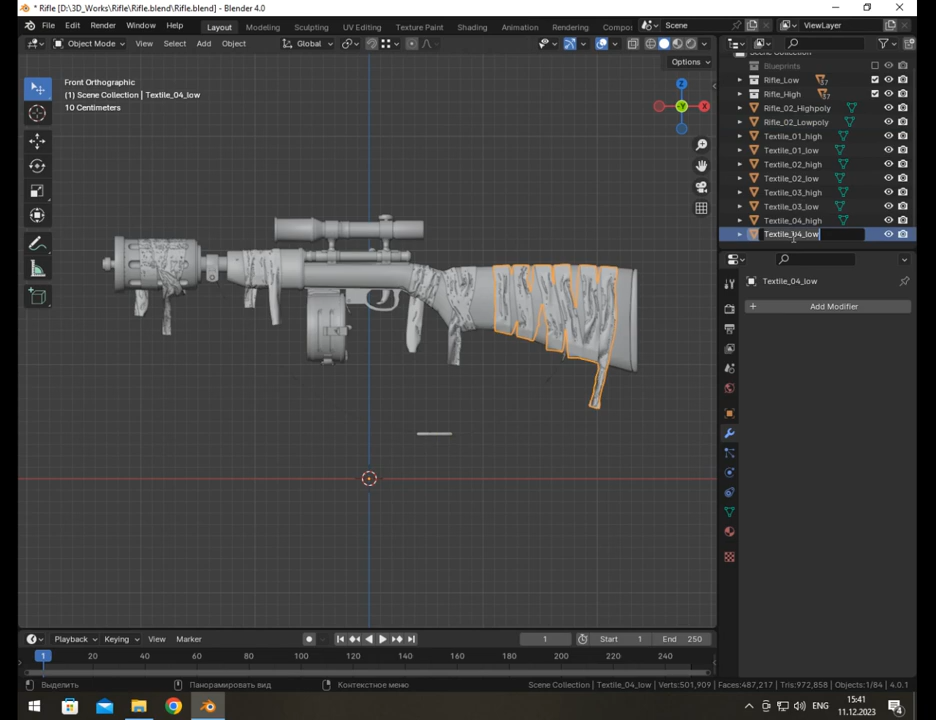 * Rifle [D:\3D_Works\Rifle\Rifle.blend\Rifle.blend] - Blender 4.0
File Edit Render Window Help Layout Modeling Sculpting UV Editing Texture Paint Shading Animation Rendering Compo Scene ViewLayer
Object Mode View Select Add Object Global
Options
Front Orthographic
(1) Scene Collection | Textile_04_low
10 Centimeters
Z
-Y
Scene Collection
Blueprints
Rifle_Low 37
Rifle_High 37
Rifle_02_Highpoly
Rifle_02_Lowpoly
Textile_01_high
Textile_01_low
Textile_02_high
Textile_02_low
Textile_03_high
Textile_03_low
Textile_04_high
Textile_04_low
Textile_04_low
Add Modifier
Playback Keying View Marker 1 Start 1 End 250
1 20 40 60 80 100 120 140 160 180 200 220 240
Выделить Панорамировать вид Контекстное меню Scene Collection | Textile_04_low | Verts:501,909 | Faces:487,217 | Tris:972,858 | Objects:1/84 | 4.0.1
ENG 15:41
11.12.2023 4